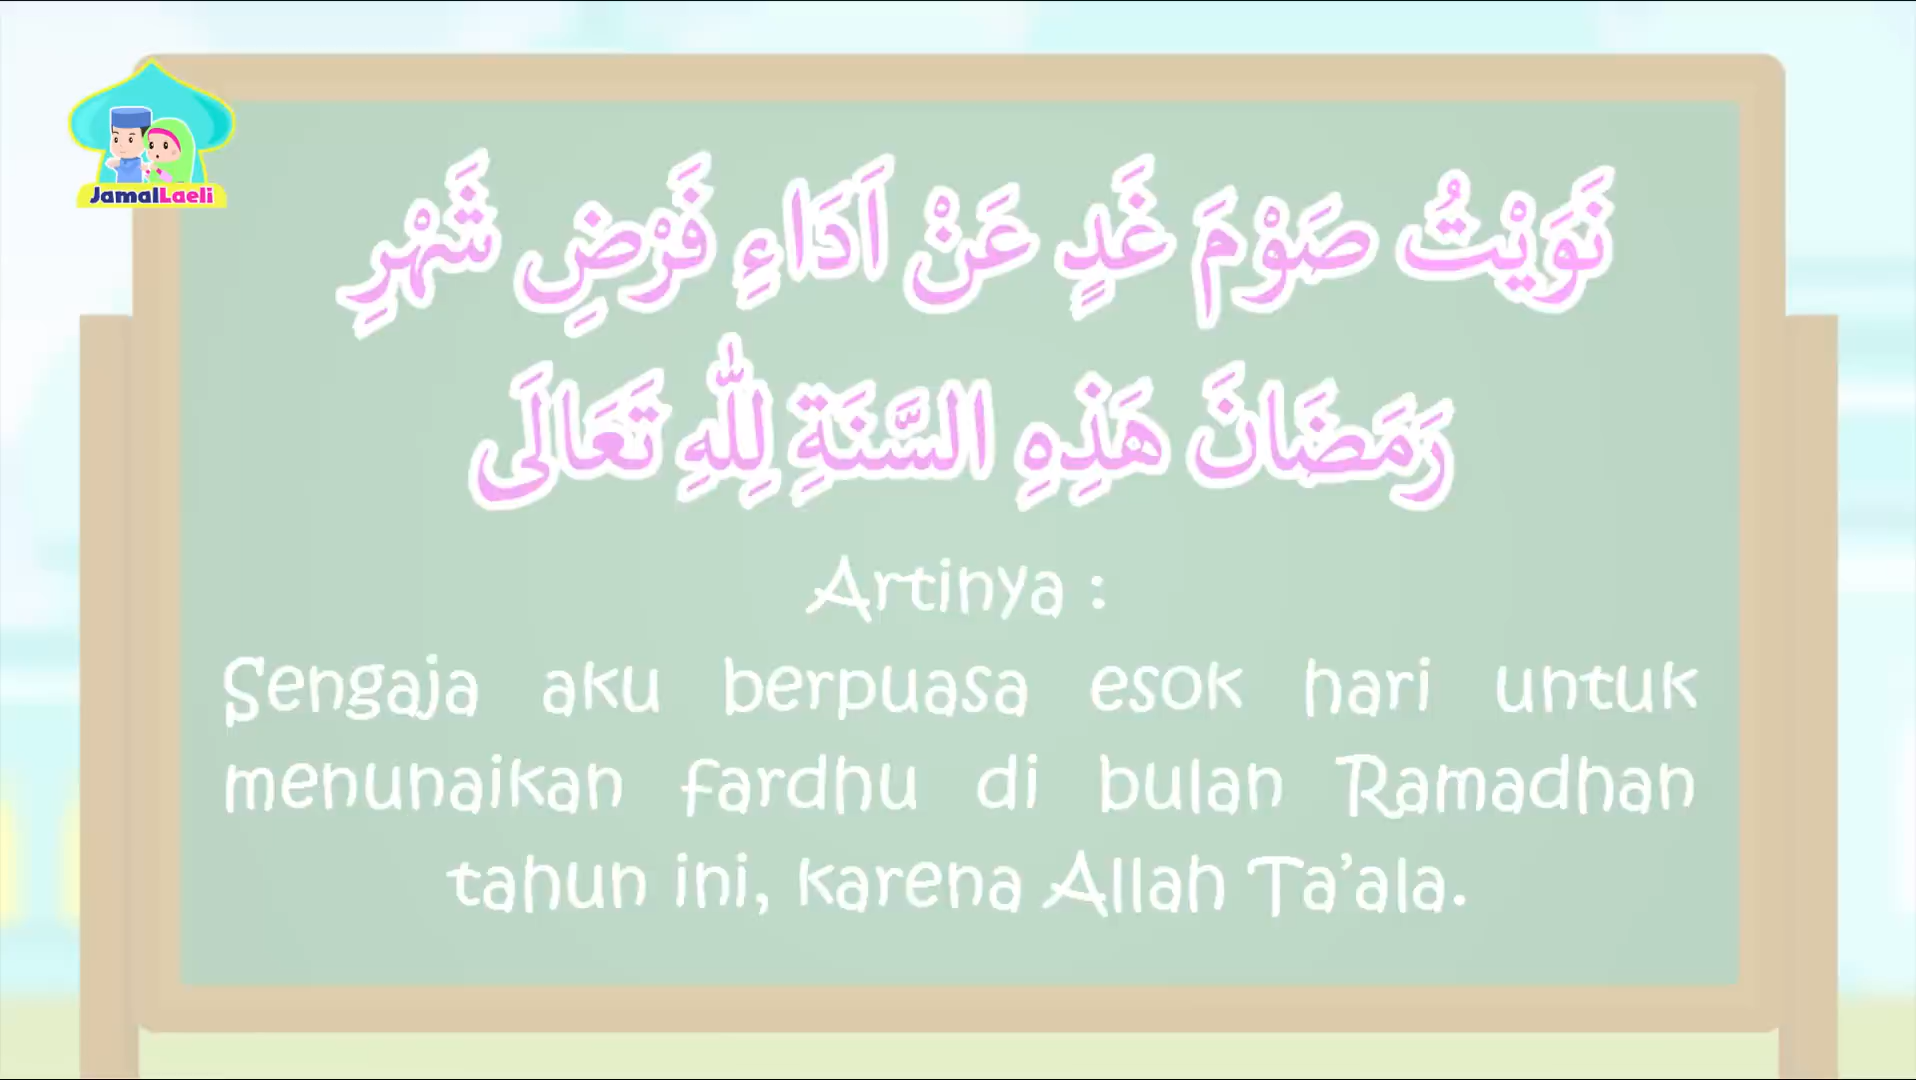 JamalLaeli
نَوَيْتُ صَوْمَ غَدٍ عَنْ اَدَاءِ فَرْضِ شَهْرِ
رَمَضَانَ هَذِهِ السَّنَةِ لِلّٰهِ تَعَالَى
Artinya :
Sengaja aku berpuasa esok hari untuk
menunaikan fardhu di bulan Ramadhan
tahun ini, karena Allah Ta’ala.